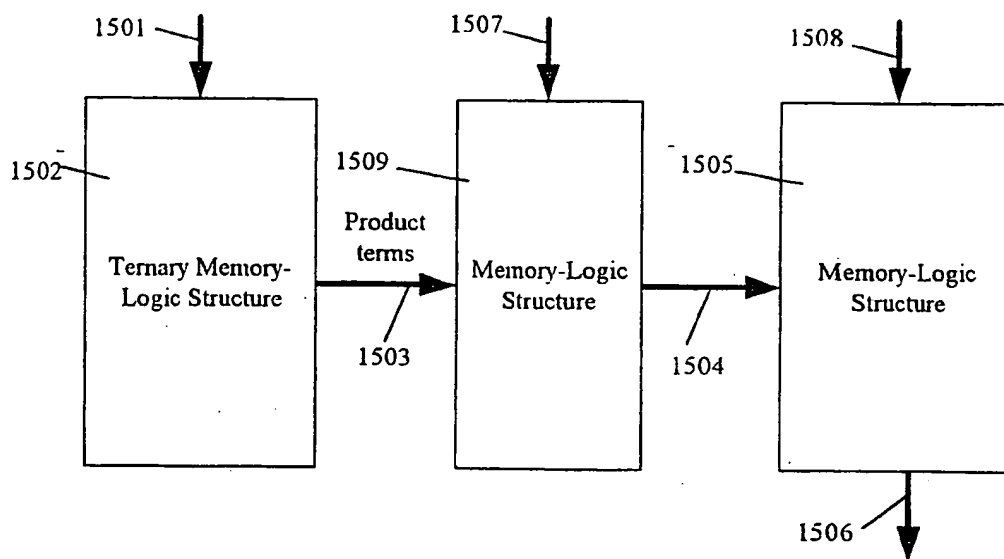 1501
1507
1508
1502
1509
1505
Product
terms
Ternary Memory-
Logic Structure
Memory-Logic
Structure
Memory-Logic
Structure
1503
1504
1506